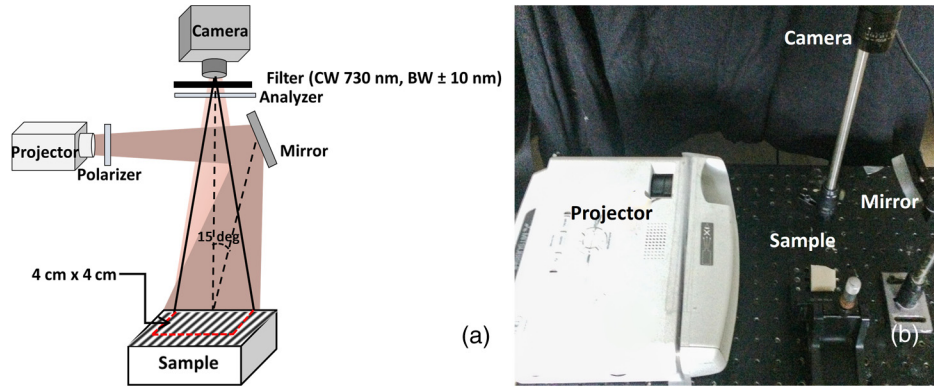 Camera
Filter (CW 730 nm, BW ± 10 nm)
Analyzer
Projector
Mirror
Polarizer
15 deg
4 cm x 4 cm
Sample
(a)
Camera
Mirror
Projector
Sample
(b)